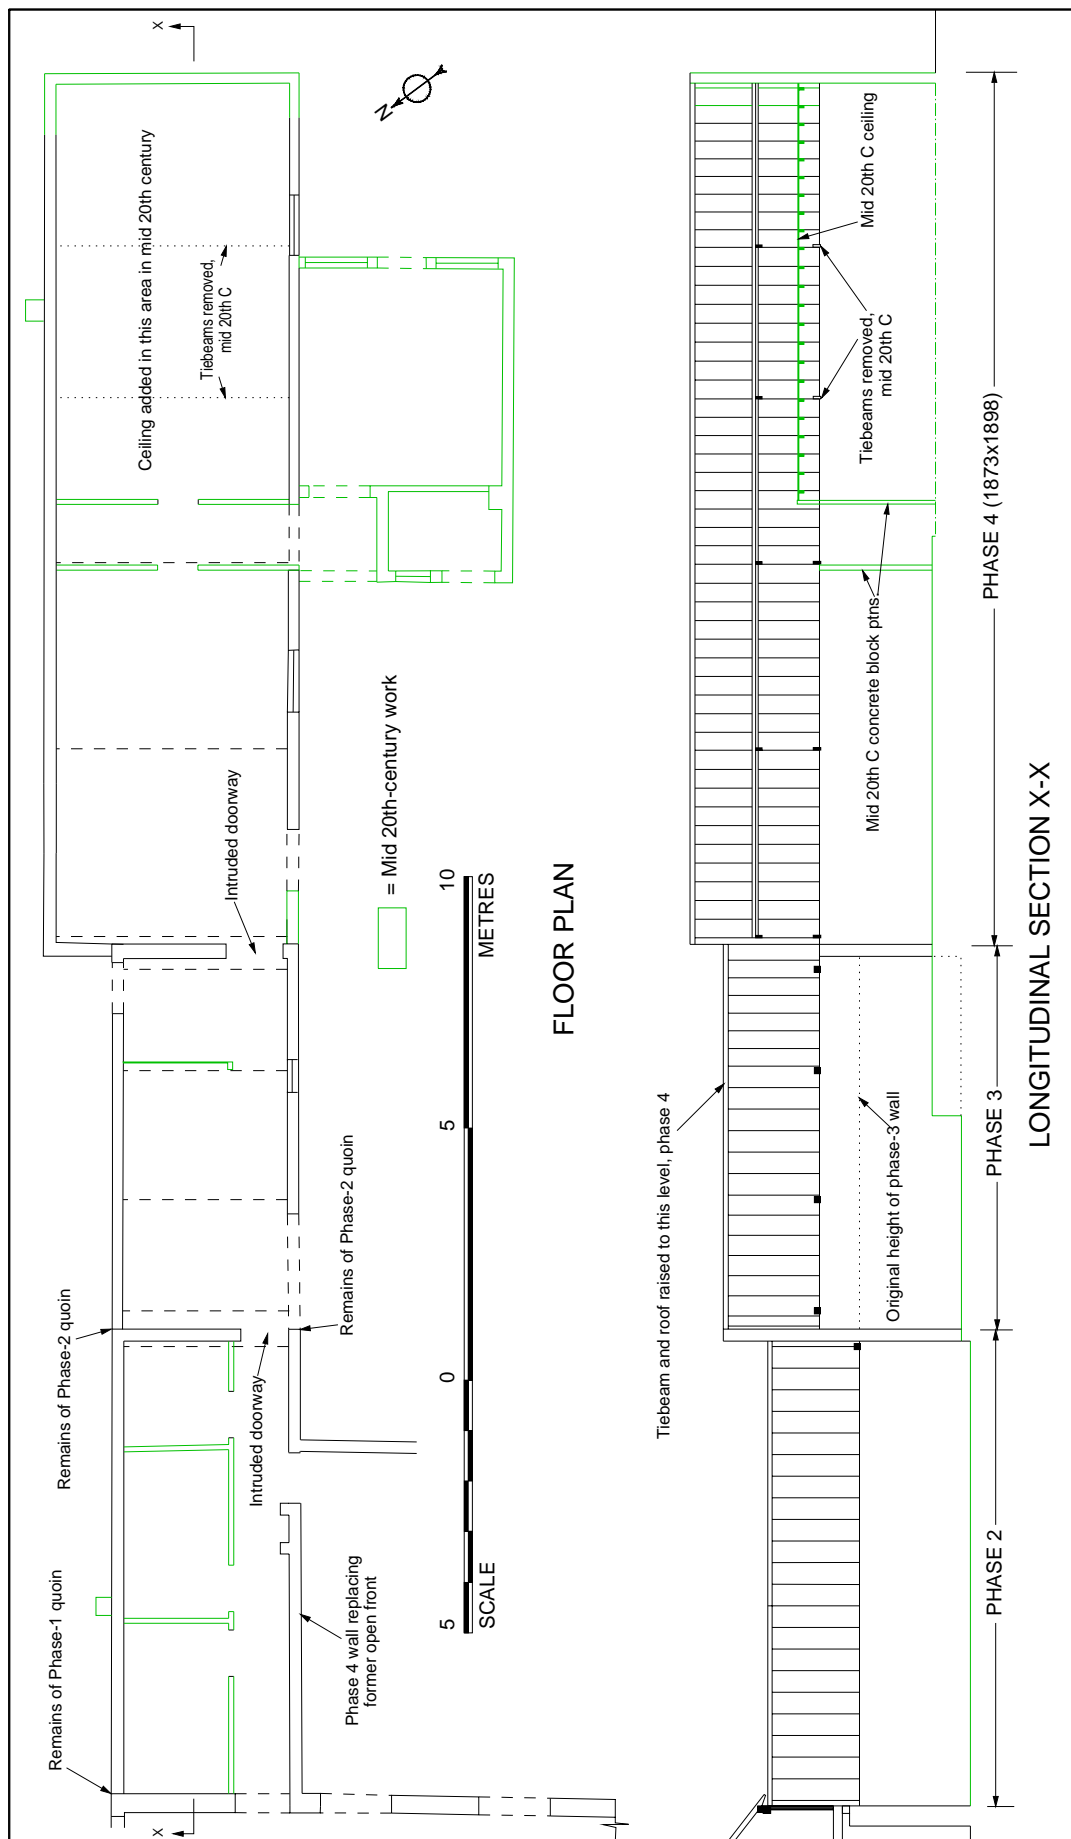 Remains of Phase-1 quoin
Remains of Phase-2 quoin
Intruded doorway
Ceiling added in this area in mid 20th century
Tiebeams removed,
mid 20th C
X
X
N
Phase 4 wall replacing
former open front
Intruded doorway
Remains of Phase-2 quoin
= Mid 20th-century work
5
0
5
10
SCALE
METRES
FLOOR PLAN
Tiebeam and roof raised to this level, phase 4
Original height of phase-3 wall
Mid 20th C concrete block ptns
Tiebeams removed,
mid 20th C
Mid 20th C ceiling
PHASE 2
PHASE 3
PHASE 4 (1873x1898)
LONGITUDINAL SECTION X-X